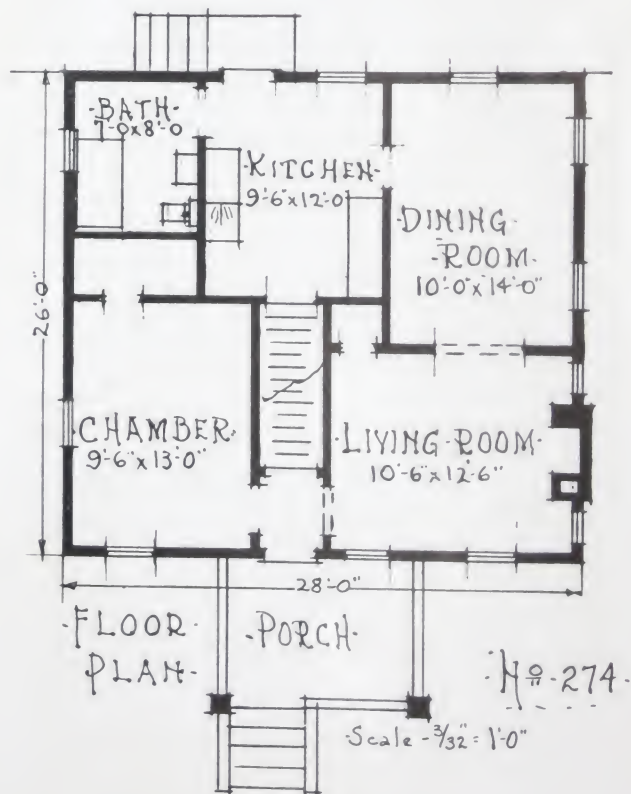 ·BATH·
7'-0x8'-0
·KITCHEN·
9'-6"x12'-0
·DINING·
·ROOM·
10'-0"x14'-0"
26'-0"
·CHAMBER·
9'-6"x13'-0"
·LIVING·ROOM·
10'-6"x12'-6"
28'-0"
·FLOOR·
PLAN·
·PORCH·
·Nº·274·
·Scale - 3/32" = 1'-0"